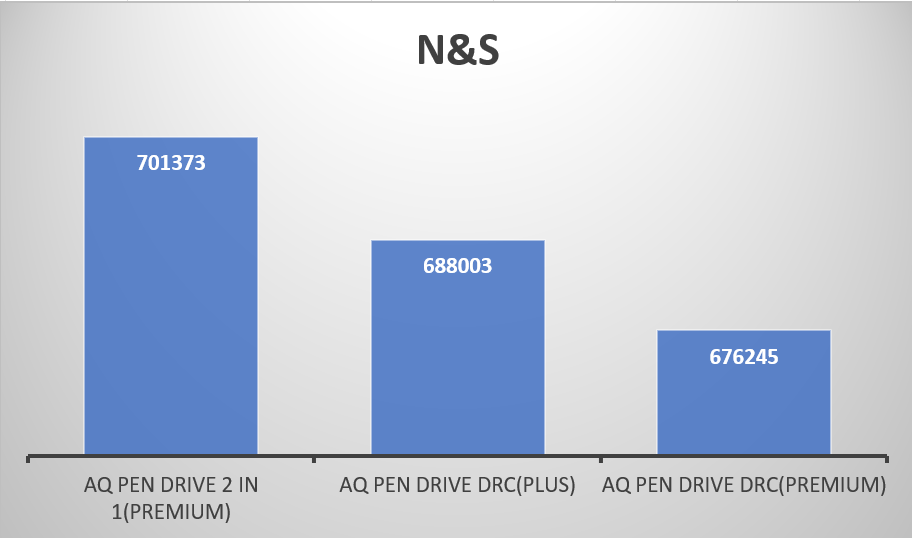 N&S
701373
688003
676245
AQ PEN DRIVE 2 IN
1(PREMIUM)
AQ PEN DRIVE DRC(PLUS)
AQ PEN DRIVE DRC(PREMIUM)